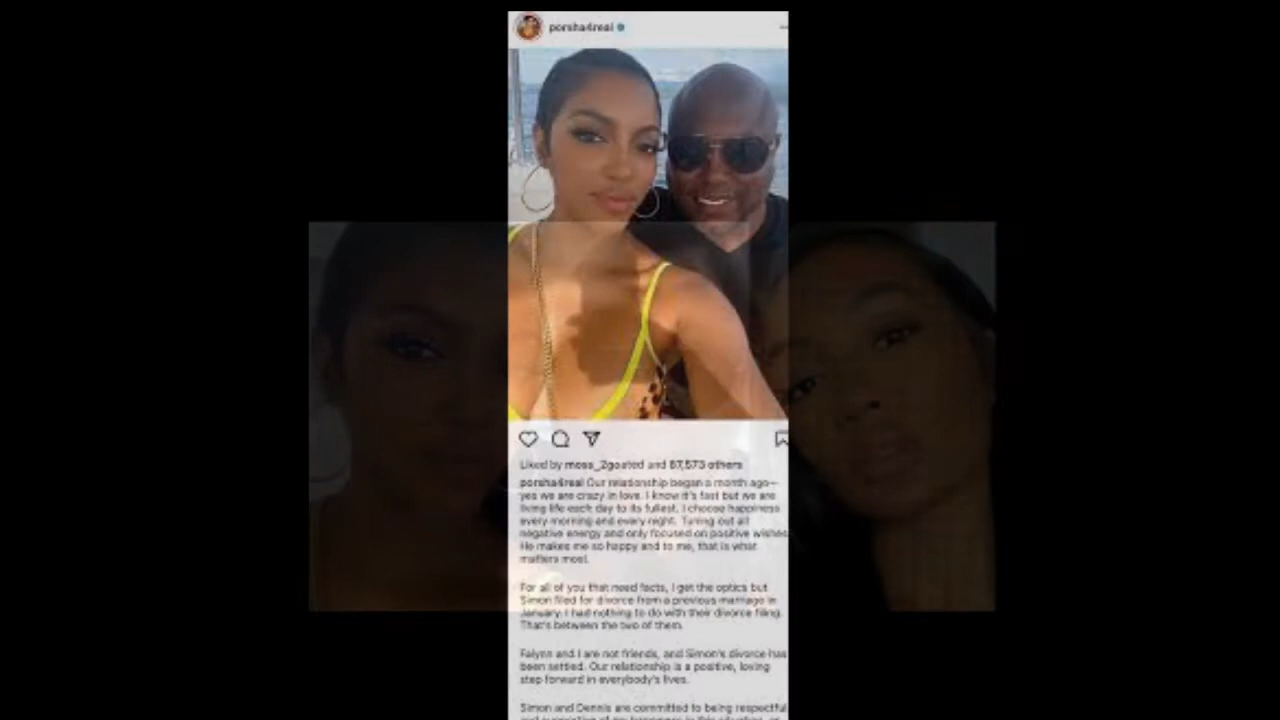 porsha4real
Liked by moss_2goated and 87,573 others
porsha4real Our relationship began a month ago—
yes we are crazy in love. I know it's fast but we are
living life each day to its fullest. I choose happiness
every morning and every night. Tuning out all
negative energy and only focused on positive wishes.
He makes me so happy and to me, that is what
matters most.
For all of you that need facts, I get the optics but
Simon filed for divorce from a previous marriage in
January. I had nothing to do with their divorce filing.
That's between the two of them.
Falynn and I are not friends, and Simon's divorce has
been settled. Our relationship is a positive, loving
step forward in everybody's lives.
Simon and Dennis are committed to being respectful